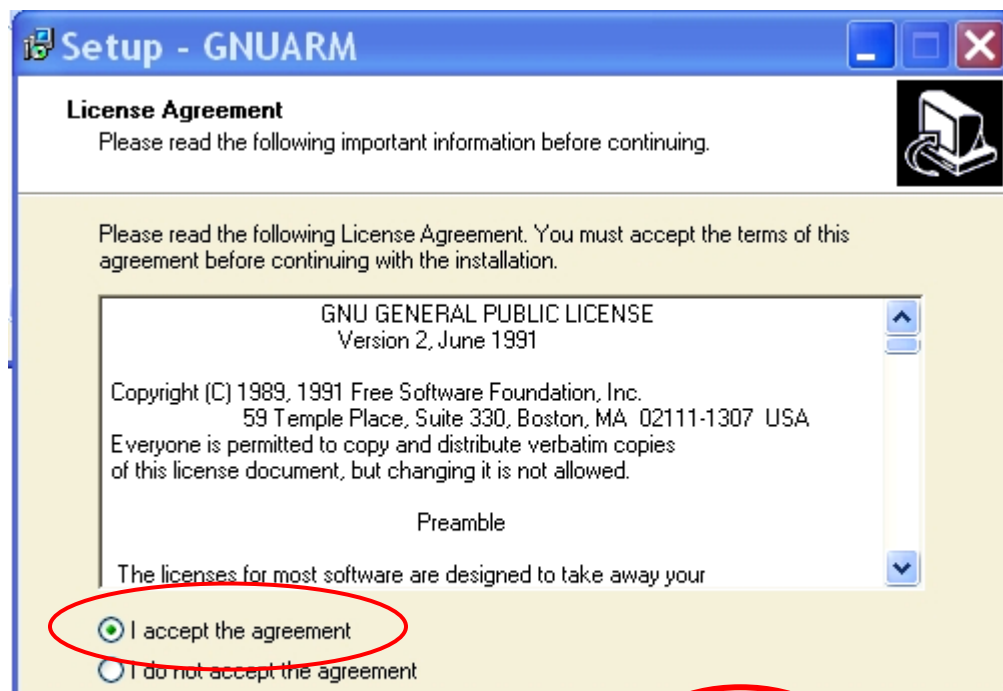 Setup - GNUARM
License Agreement
Please read the following important information before continuing.
Please read the following License Agreement. You must accept the terms of this
agreement before continuing with the installation.
GNU GENERAL PUBLIC LICENSE
Version 2, June 1991
Copyright (C) 1989, 1991 Free Software Foundation, Inc.
59 Temple Place, Suite 330, Boston, MA  02111-1307  USA
Everyone is permitted to copy and distribute verbatim copies
of this license document, but changing it is not allowed.
Preamble
The licenses for most software are designed to take away your
I accept the agreement
I do not accept the agreement